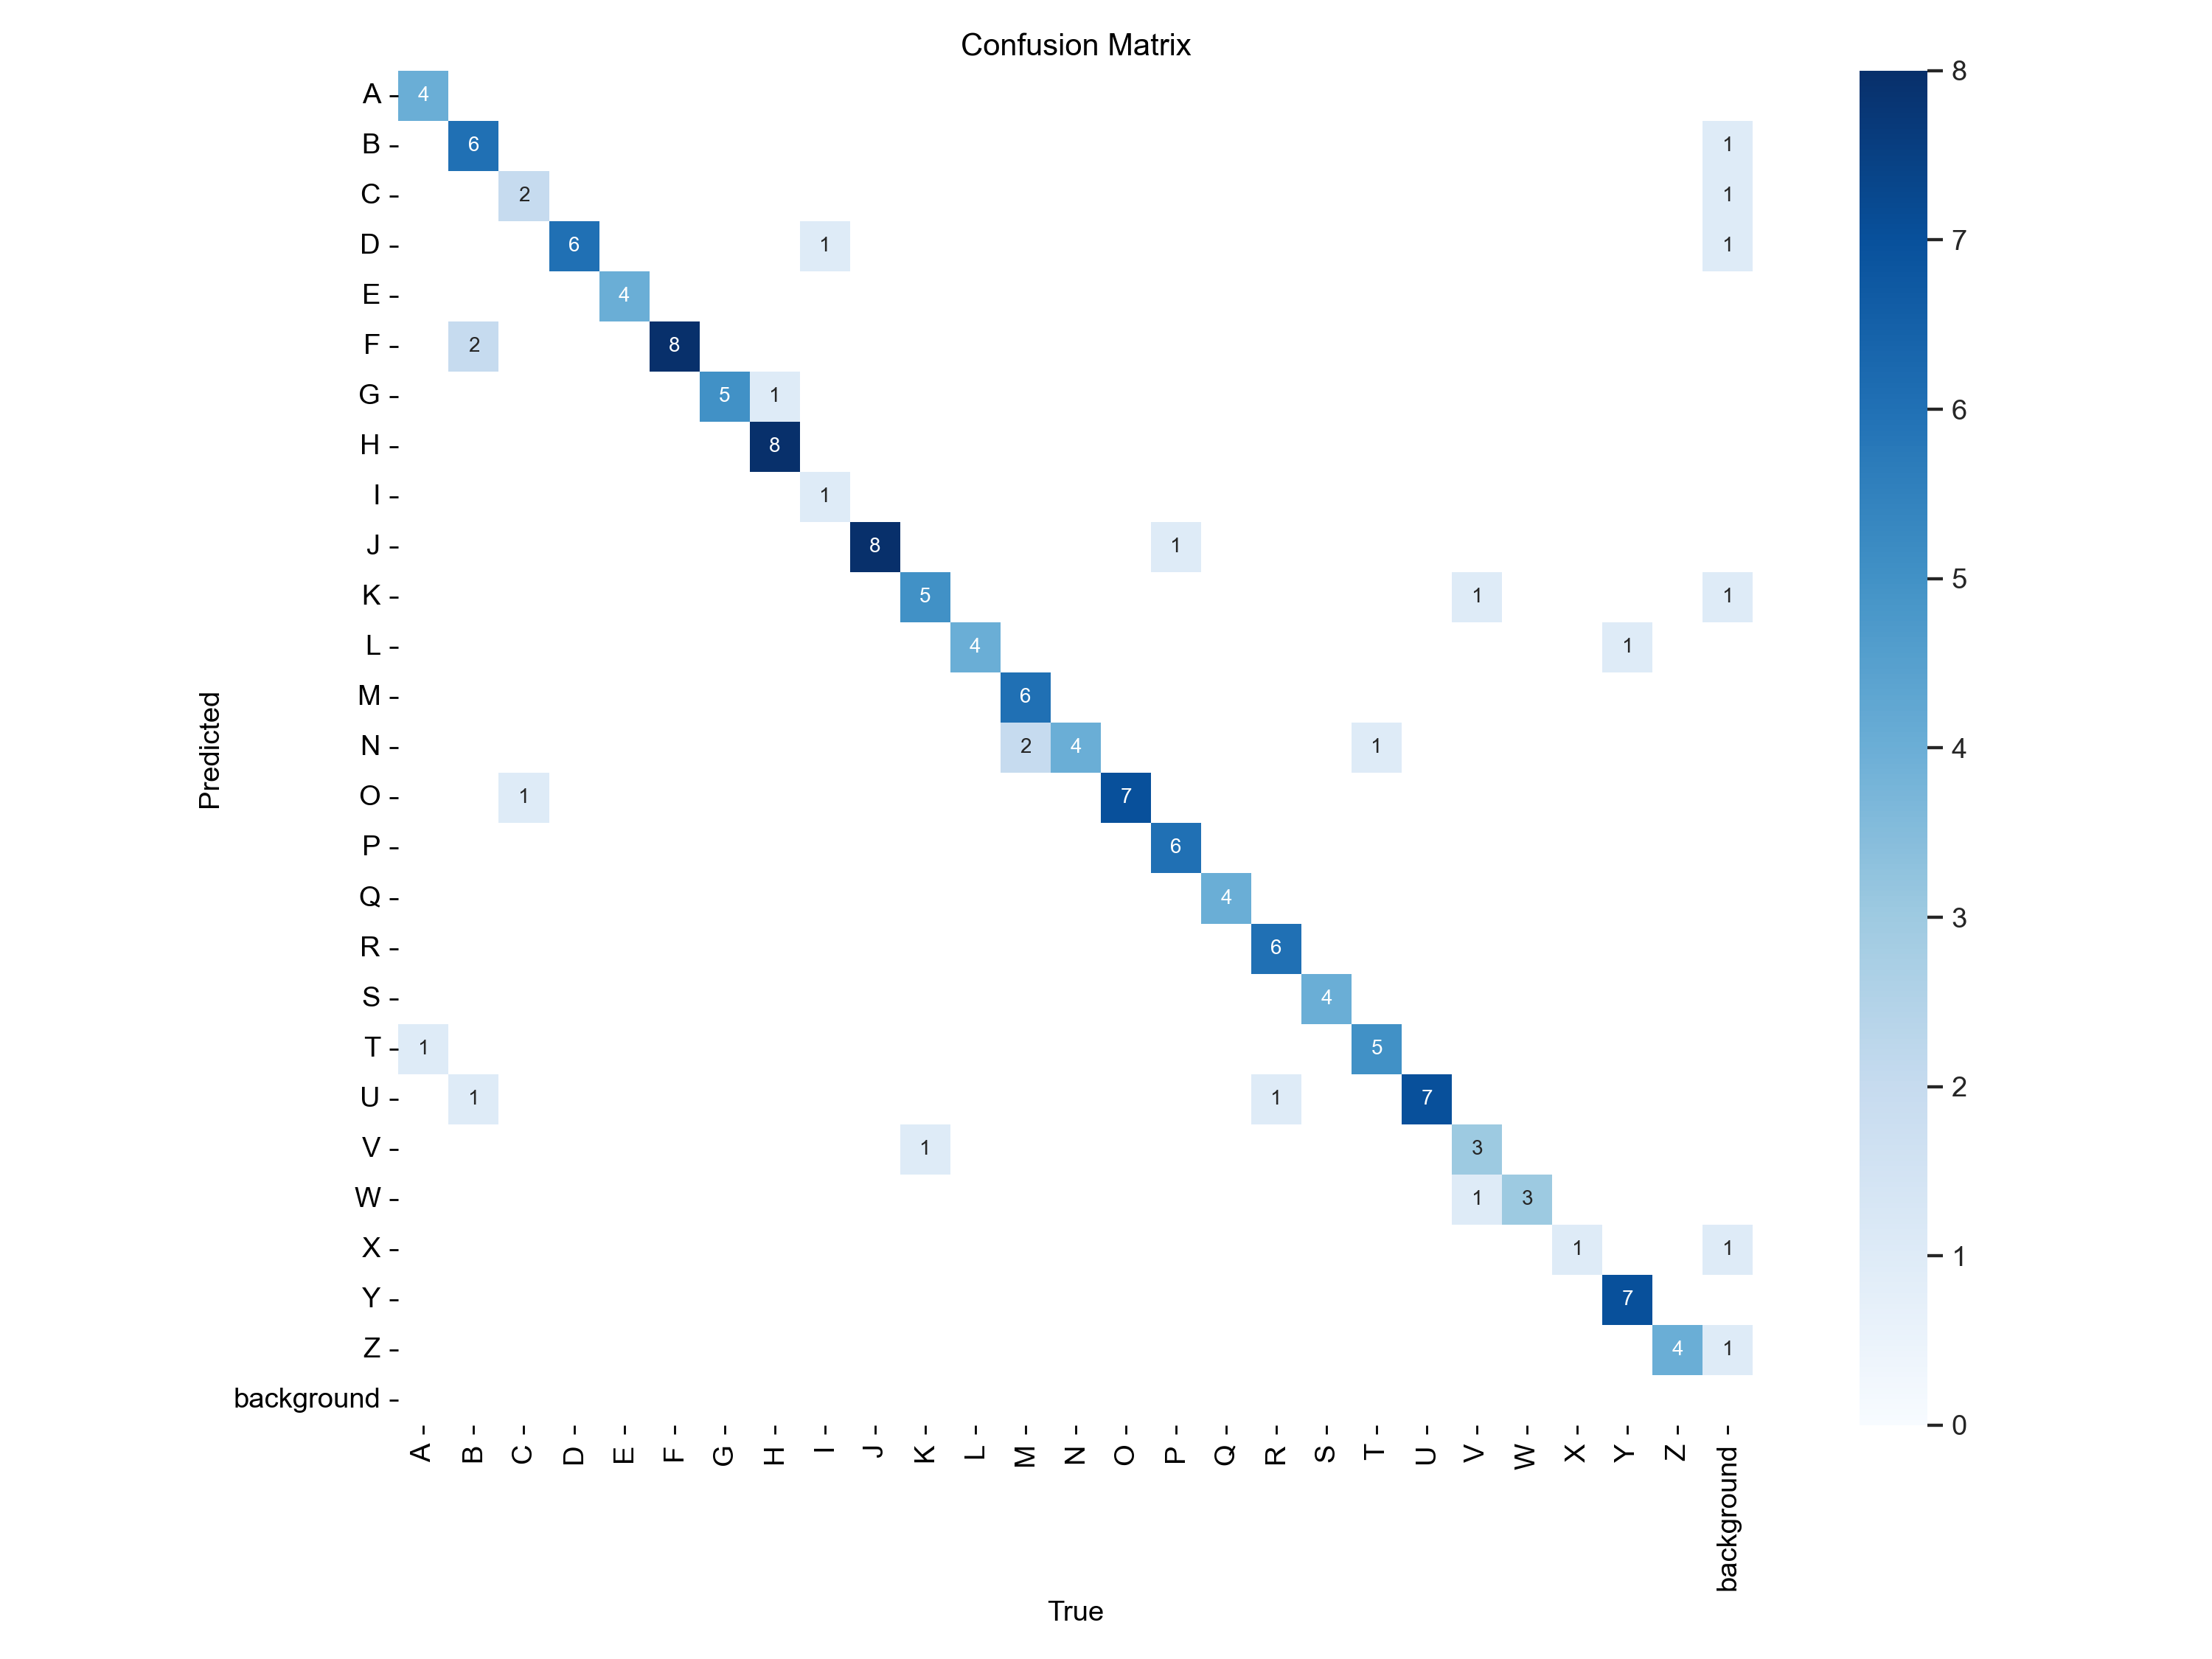 Confusion Matrix
A 4
B 6 1
C 2 1
D 6 1 1
E 4
F 2 8
G 5 1
H 8
I 1
J 8 1
K 5 1 1
L 4 1
M 6
N 2 4 1
O 1 7
P 6
Q 4
R 6
S 4
T 1 5
U 1 1 7
V 1 3
W 1 3
X 1 1
Y 7
Z 4 1
background
A B C D E F G H I J K L M N O P Q R S T U V W X Y Z background
Predicted
True
8
7
6
5
4
3
2
1
0